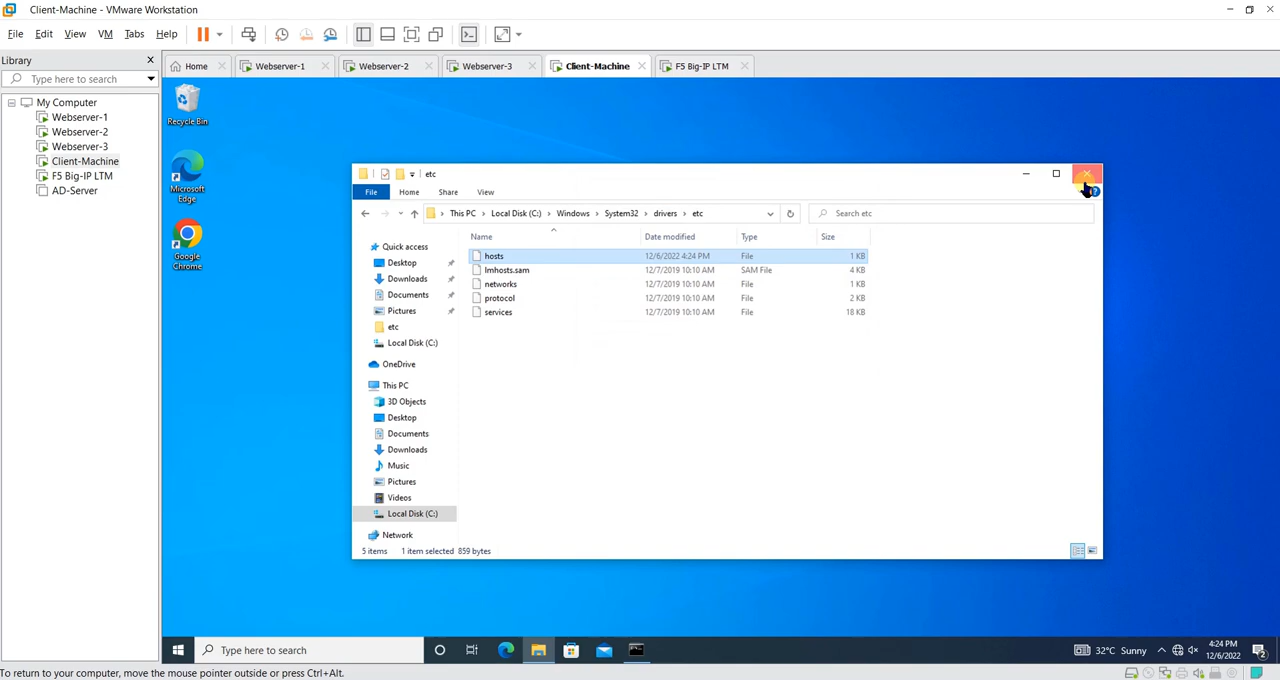 Client-Machine - VMware Workstation
File Edit View VM Tabs Help
Library
Type here to search
My Computer
Webserver-1
Webserver-2
Webserver-3
Client-Machine
F5 Big-IP LTM
AD-Server
Home Webserver-1 Webserver-2 Webserver-3 Client-Machine F5 Big-IP LTM
Recycle Bin
Microsoft
Edge
Google
Chrome
etc
File Home Share View
This PC Local Disk (C:) Windows System32 drivers etc
Search etc
Quick access
Desktop
Downloads
Documents
Pictures
etc
Local Disk (C:)
OneDrive
This PC
3D Objects
Desktop
Documents
Downloads
Music
Pictures
Videos
Local Disk (C:)
Network
Name Date modified Type Size
hosts 12/6/2022 4:24 PM File 1 KB
lmhosts.sam 12/7/2019 10:10 AM SAM File 4 KB
networks 12/7/2019 10:10 AM File 1 KB
protocol 12/7/2019 10:10 AM File 2 KB
services 12/7/2019 10:10 AM File 18 KB
5 items 1 item selected 859 bytes
Type here to search
32°C Sunny
4:24 PM
12/6/2022
2
To return to your computer, move the mouse pointer outside or press Ctrl+Alt.